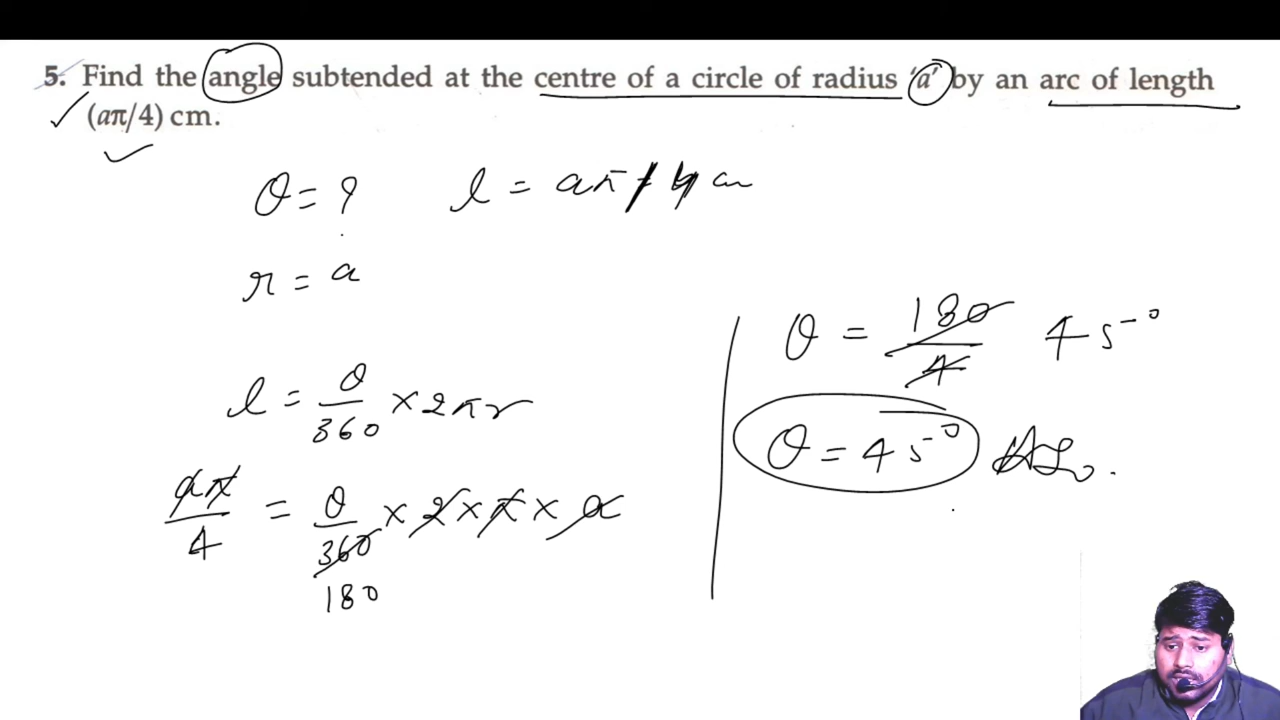 5. Find the angle subtended at the centre of a circle of radius 'a' by an arc of length
(aπ/4) cm.
θ = ? l = aπ/4 cm
r = a
l = θ/360 × 2πr
aπ/4 = θ/360 × 2 × π × a
180
θ = 180/4 45°
θ = 45° Ans.